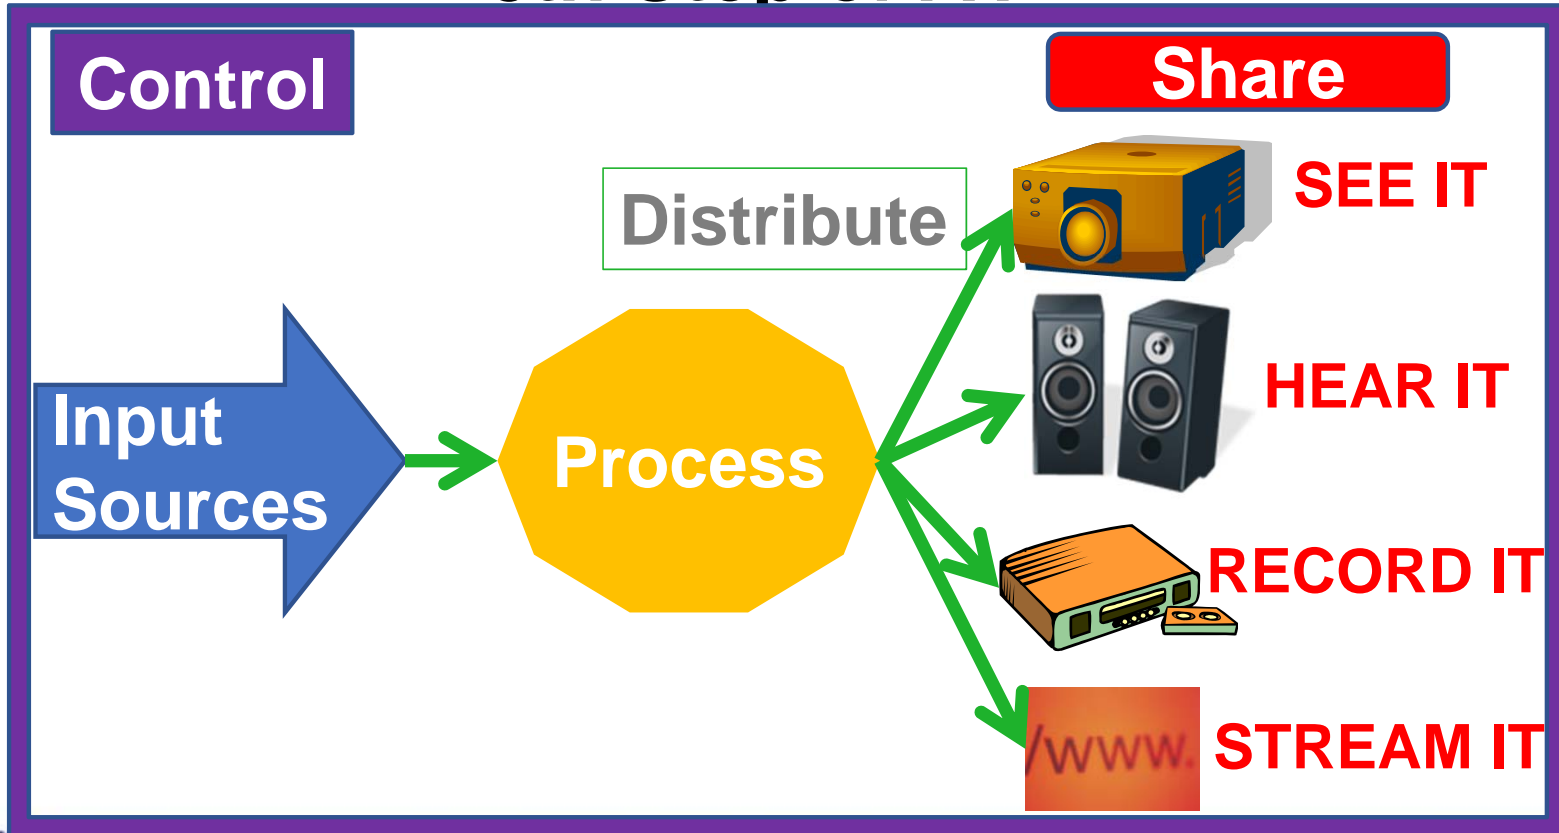 Control
Share
SEE IT
Distribute
HEAR IT
Input
Sources
Process
RECORD IT
/www.
STREAM IT